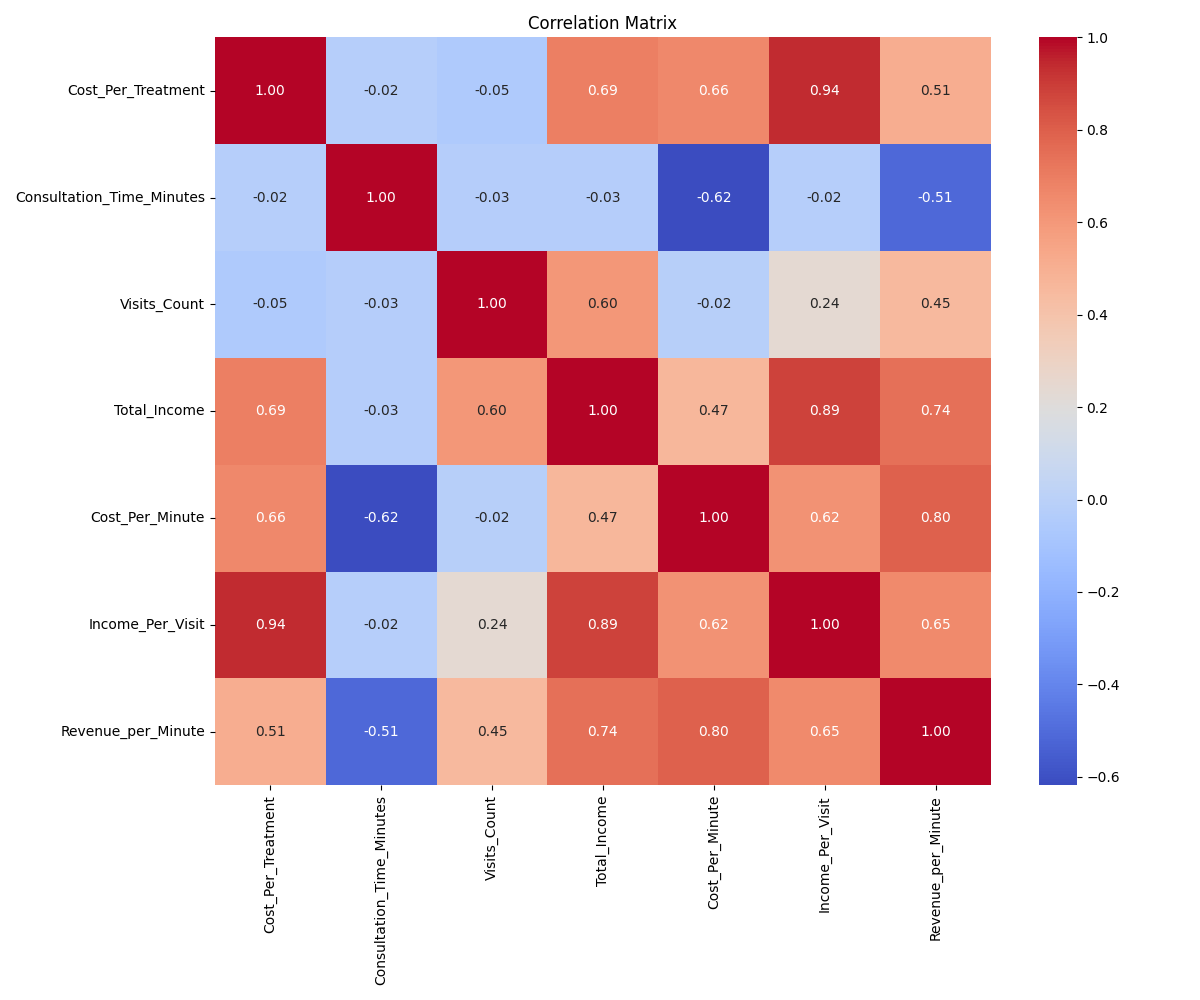 Correlation Matrix
Cost_Per_Treatment 1.00 -0.02 -0.05 0.69 0.66 0.94 0.51
Consultation_Time_Minutes -0.02 1.00 -0.03 -0.03 -0.62 -0.02 -0.51
Visits_Count -0.05 -0.03 1.00 0.60 -0.02 0.24 0.45
Total_Income 0.69 -0.03 0.60 1.00 0.47 0.89 0.74
Cost_Per_Minute 0.66 -0.62 -0.02 0.47 1.00 0.62 0.80
Income_Per_Visit 0.94 -0.02 0.24 0.89 0.62 1.00 0.65
Revenue_per_Minute 0.51 -0.51 0.45 0.74 0.80 0.65 1.00
Cost_Per_Treatment
Consultation_Time_Minutes
Visits_Count
Total_Income
Cost_Per_Minute
Income_Per_Visit
Revenue_per_Minute
1.0
0.8
0.6
0.4
0.2
0.0
−0.2
−0.4
−0.6